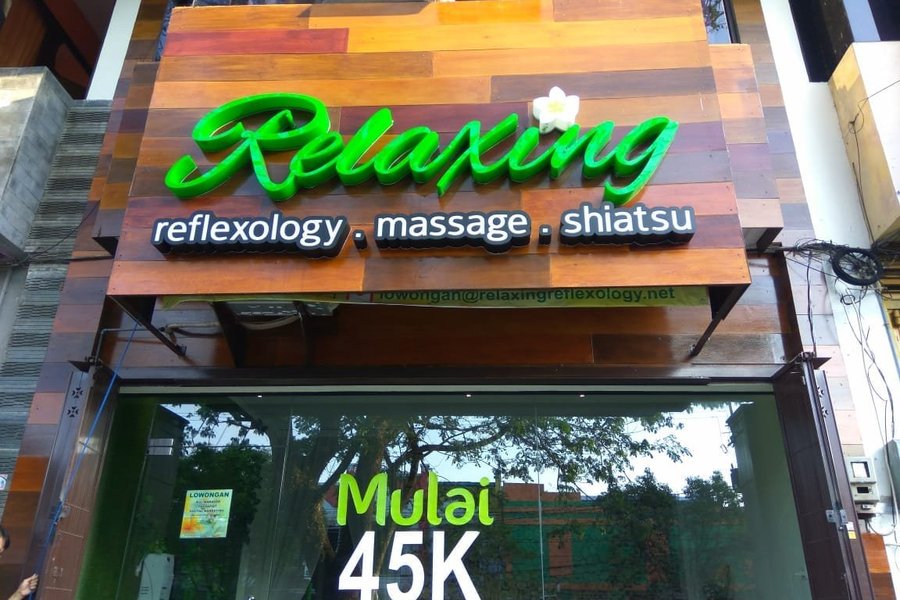 Relaxing
reflexology . massage . shiatsu
lowongan@relaxingreflexology.net
LOWONGAN
Mulai
45K